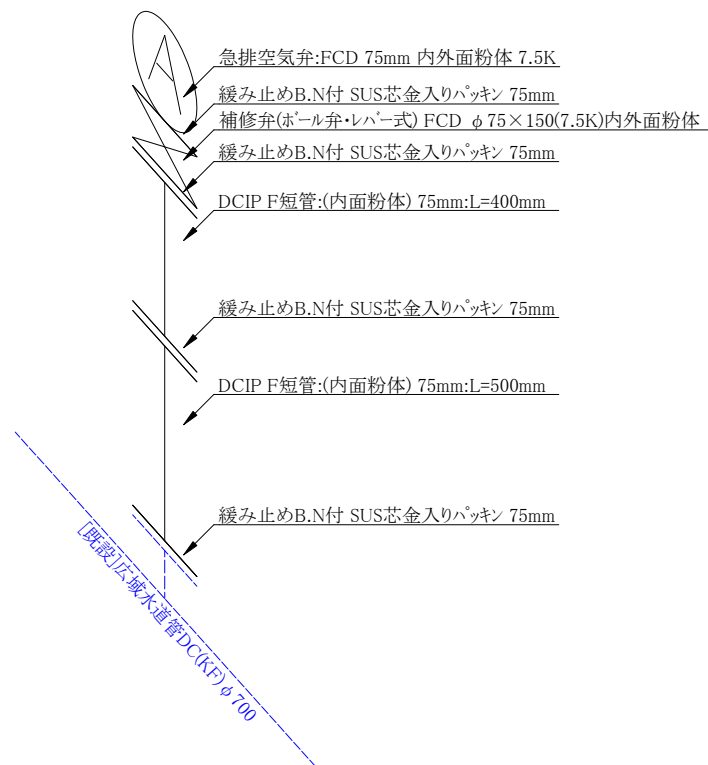 急排空気弁:FCD 75mm 内外面粉体 7.5K
緩み止めB.N付 SUS芯金入りパッキン 75mm
補修弁(ボール弁・レバー式) FCD φ75×150(7.5K)内外面粉体
緩み止めB.N付 SUS芯金入りパッキン 75mm
DCIP F短管:(内面粉体) 75mm:L=400mm
緩み止めB.N付 SUS芯金入りパッキン 75mm
DCIP F短管:(内面粉体) 75mm:L=500mm
緩み止めB.N付 SUS芯金入りパッキン 75mm
[既設]広域水道管DC(KF)φ700
A